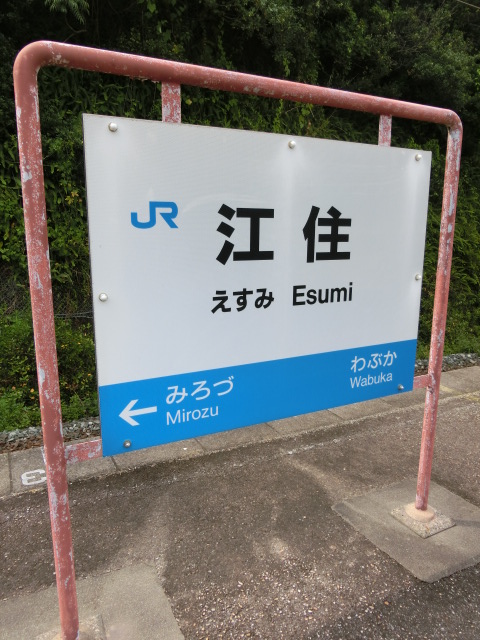 JR 江住
えすみ Esumi
わぶか
Wabuka
← みろづ
Mirozu